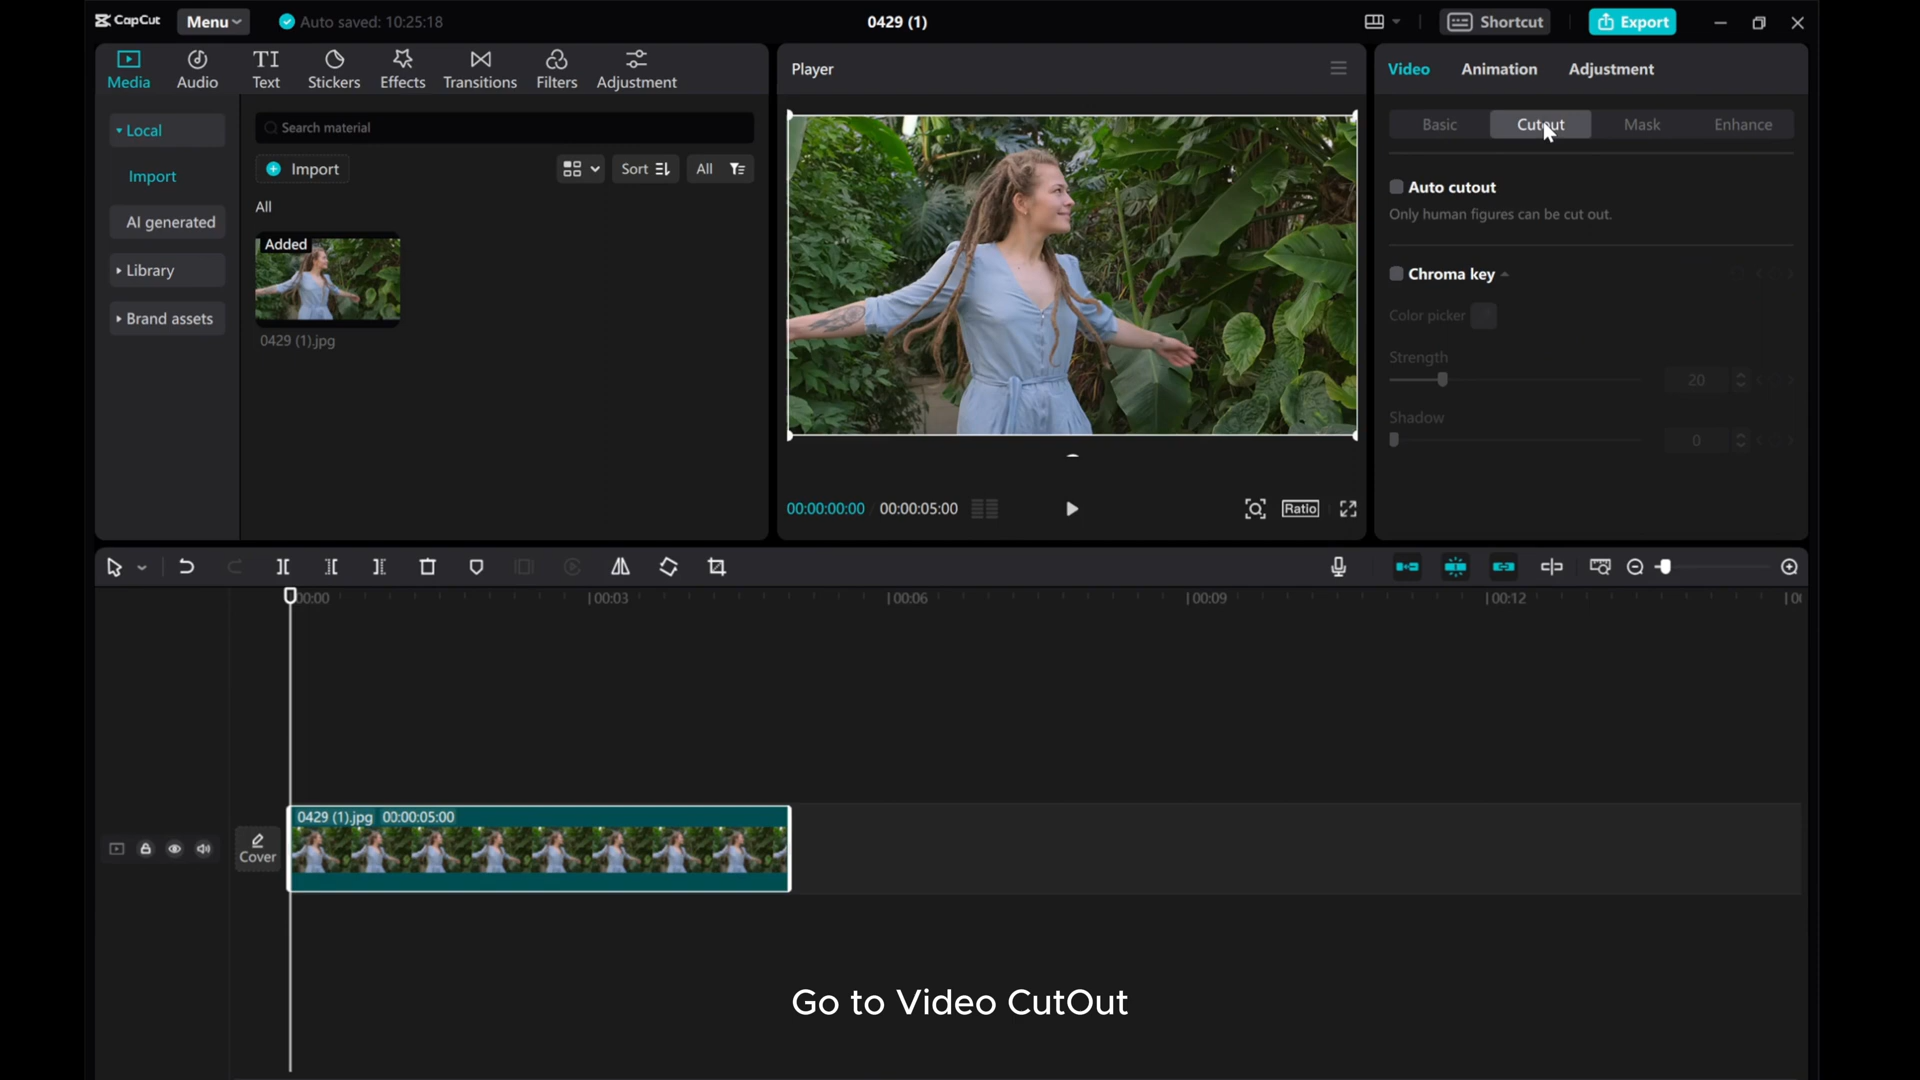 CapCut Menu Auto saved: 10:25:18 0429 (1) Shortcut Export
Media Audio Text Stickers Effects Transitions Filters Adjustment
Local
Import
AI generated
Library
Brand assets
Search material
Import Sort All
All
Added
0429 (1).jpg
Player
00:00:00:00 00:00:05:00 Ratio
Video Animation Adjustment
Basic Cutout Mask Enhance
Auto cutout
Only human figures can be cut out.
Chroma key
Color picker
Strength
20
Shadow
0
00:00 00:03 00:06 00:09 00:12
0429 (1).jpg 00:00:05:00
Cover
Go to Video CutOut